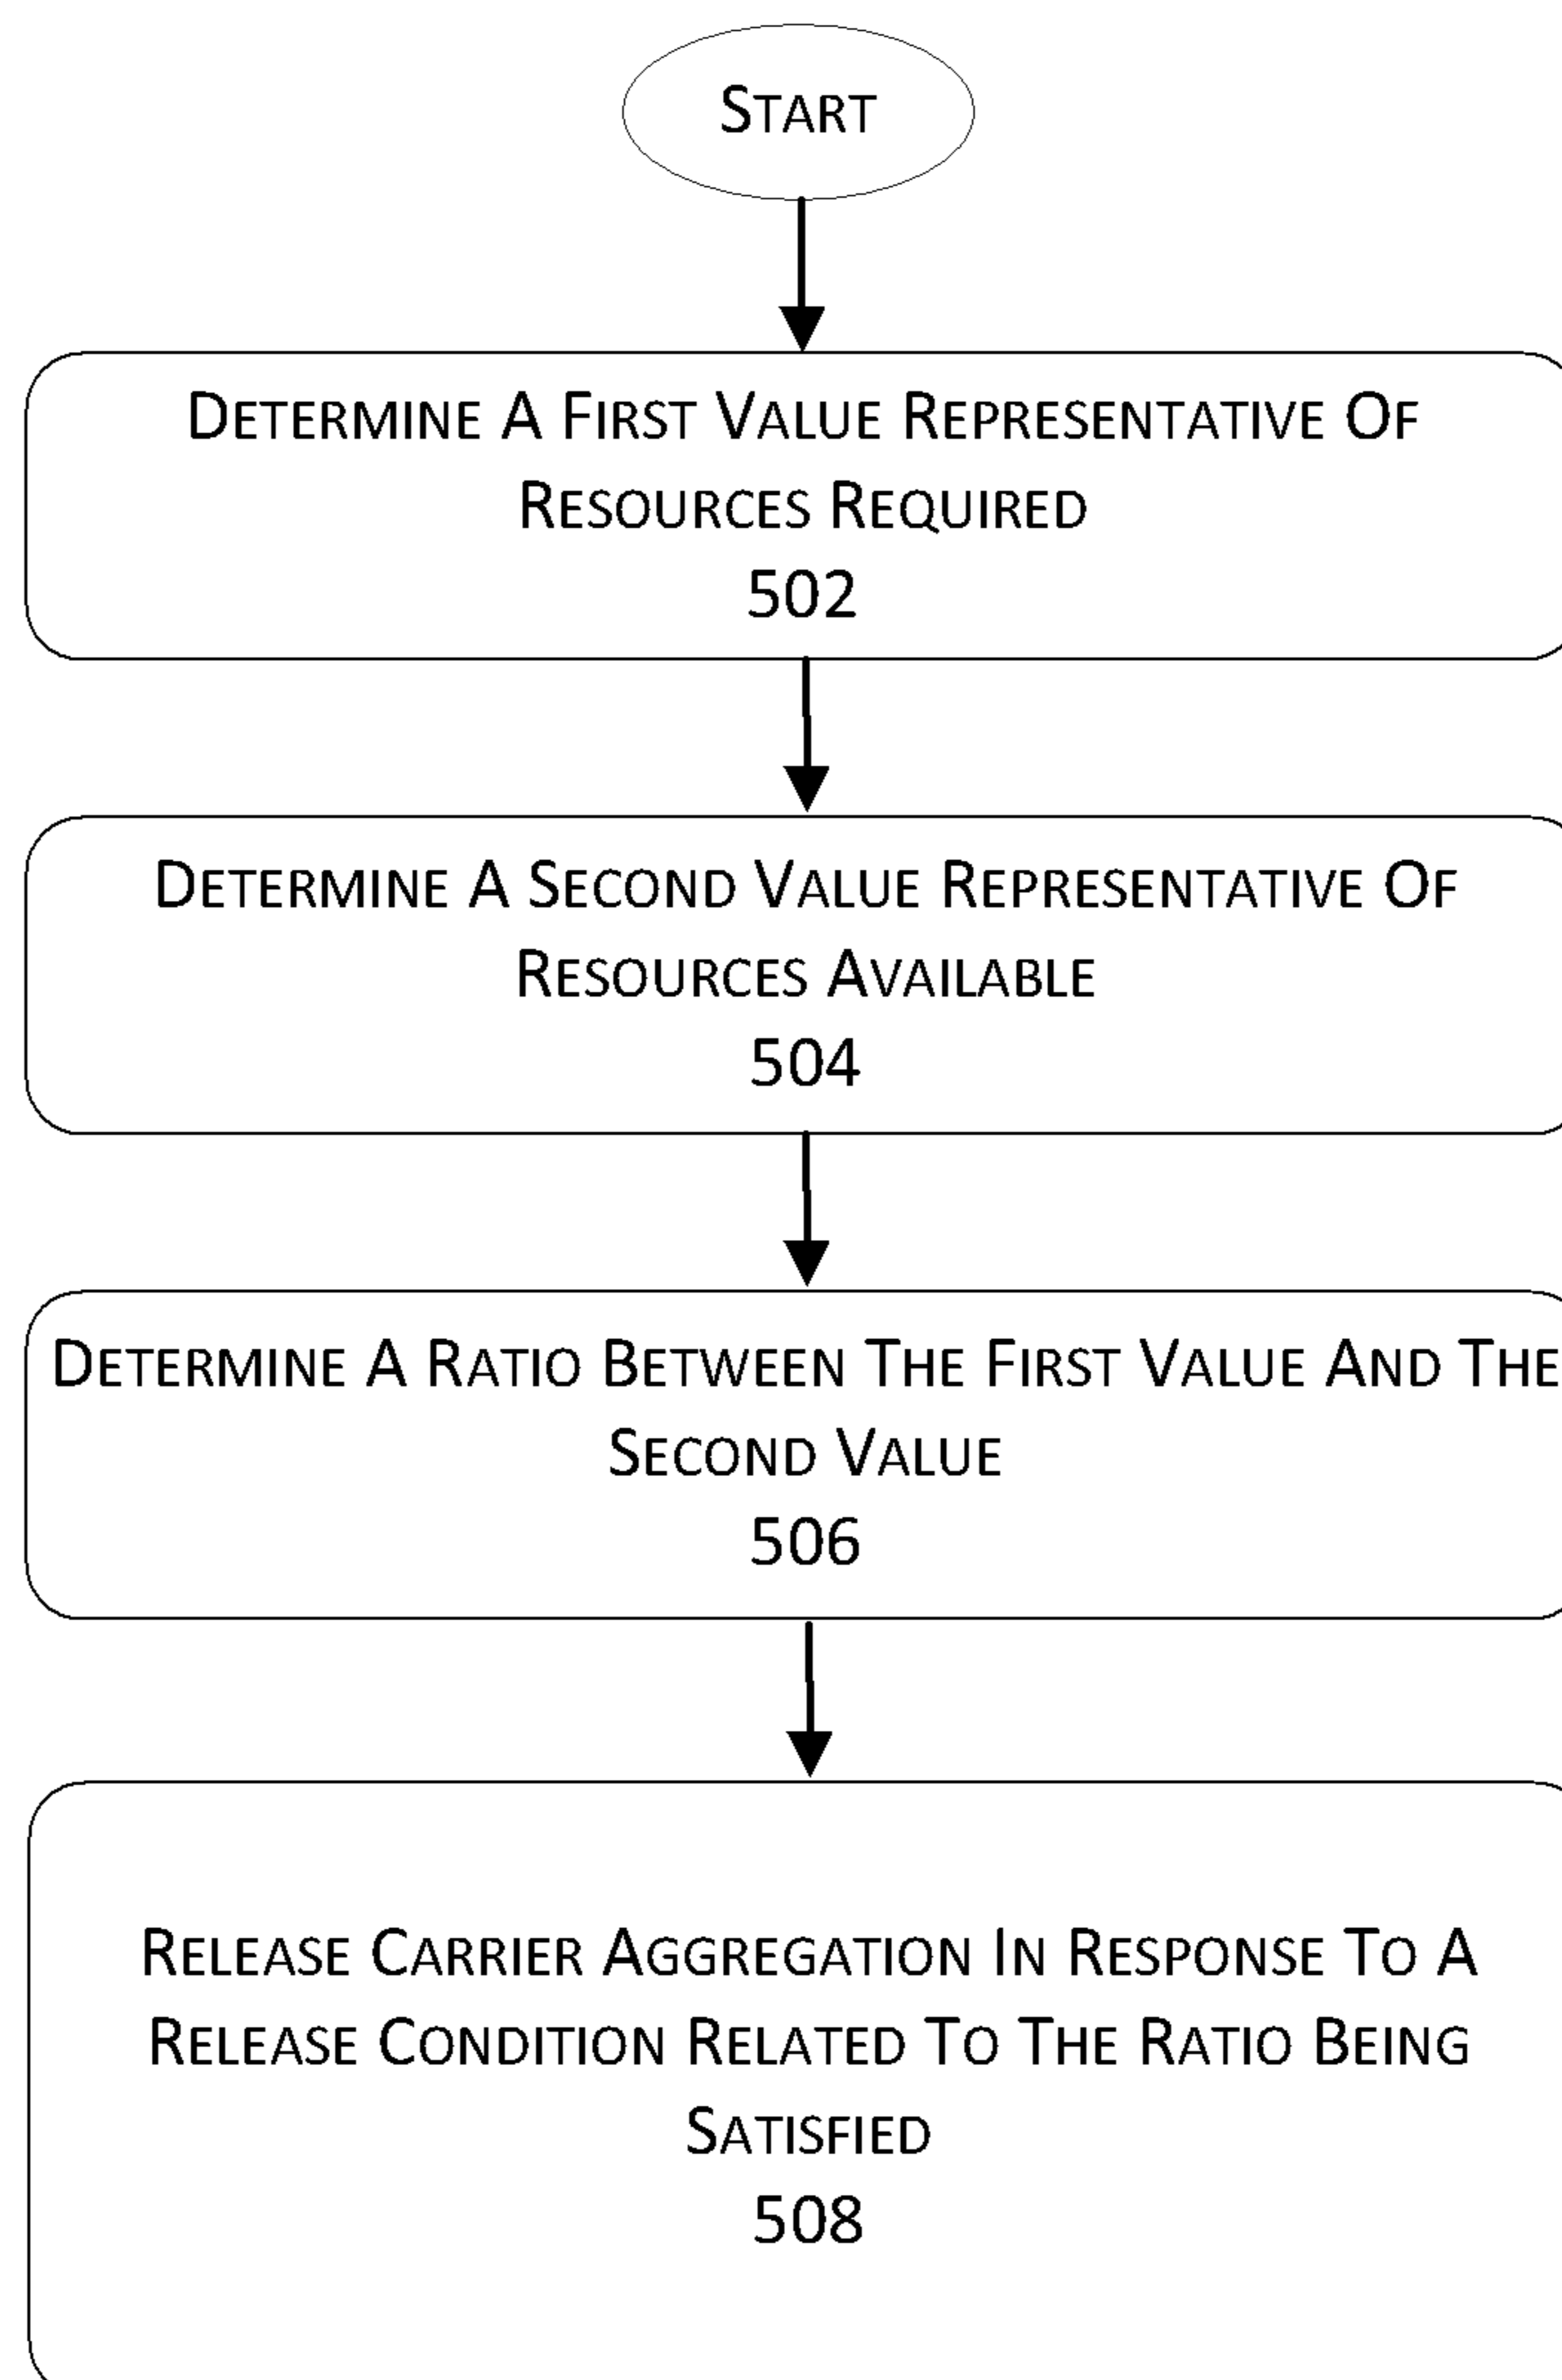 START
DETERMINE A FIRST VALUE REPRESENTATIVE OF
RESOURCES REQUIRED
502
DETERMINE A SECOND VALUE REPRESENTATIVE OF
RESOURCES AVAILABLE
504
DETERMINE A RATIO BETWEEN THE FIRST VALUE AND THE
SECOND VALUE
506
RELEASE CARRIER AGGREGATION IN RESPONSE TO A
RELEASE CONDITION RELATED TO THE RATIO BEING
SATISFIED
508